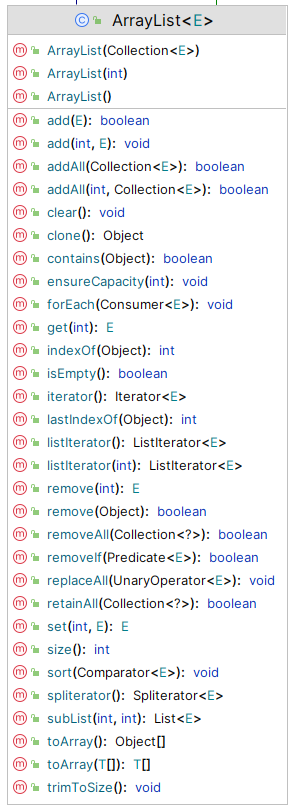 ArrayList<E>
ArrayList(Collection<E>)
ArrayList(int)
ArrayList()
add(E): boolean
add(int, E): void
addAll(Collection<E>): boolean
addAll(int, Collection<E>): boolean
clear(): void
clone(): Object
contains(Object): boolean
ensureCapacity(int): void
forEach(Consumer<E>): void
get(int): E
indexOf(Object): int
isEmpty(): boolean
iterator(): Iterator<E>
lastIndexOf(Object): int
listIterator(): ListIterator<E>
listIterator(int): ListIterator<E>
remove(int): E
remove(Object): boolean
removeAll(Collection<?>): boolean
removeIf(Predicate<E>): boolean
replaceAll(UnaryOperator<E>): void
retainAll(Collection<?>): boolean
set(int, E): E
size(): int
sort(Comparator<E>): void
spliterator(): Spliterator<E>
subList(int, int): List<E>
toArray(): Object[]
toArray(T[]): T[]
trimToSize(): void